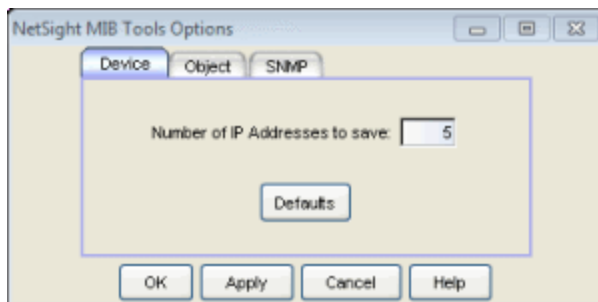 NetSight MIB Tools Options
Device Object SNMP
Number of IP Addresses to save: 5
Defaults
OK Apply Cancel Help